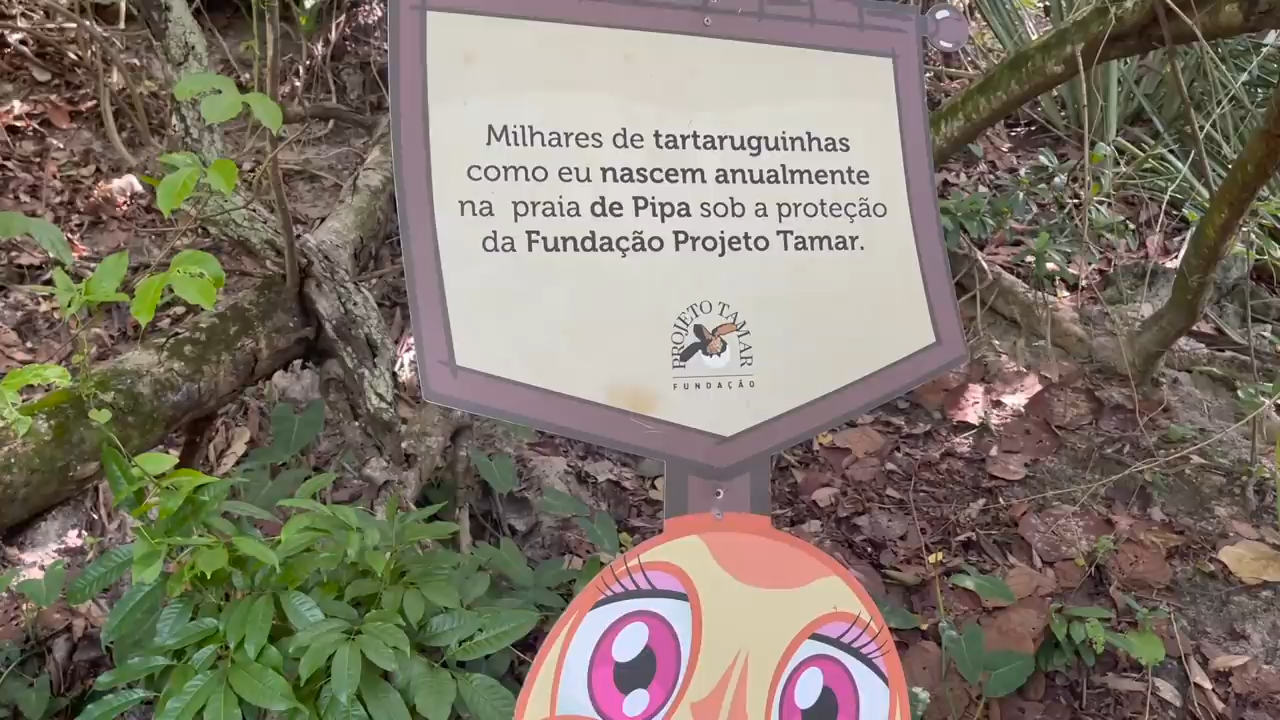 Milhares de tartaruguinhas
como eu nascem anualmente
na praia de Pipa sob a proteção
da Fundação Projeto Tamar.
PROJETO TAMAR
FUNDAÇÃO